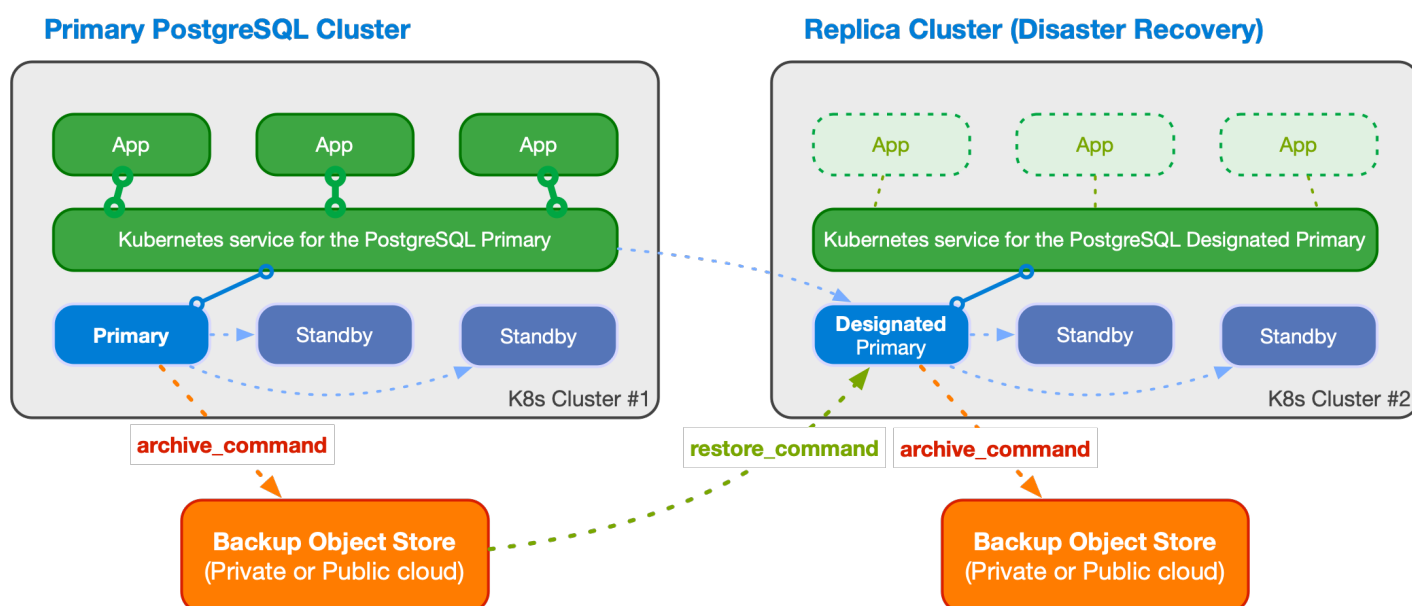 Primary PostgreSQL Cluster
Replica Cluster (Disaster Recovery)
App
App
App
Kubernetes service for the PostgreSQL Primary
Primary
Standby
Standby
K8s Cluster #1
App
App
App
Kubernetes service for the PostgreSQL Designated Primary
Designated
Primary
Standby
Standby
K8s Cluster #2
archive_command
restore_command
archive_command
Backup Object Store
(Private or Public cloud)
Backup Object Store
(Private or Public cloud)